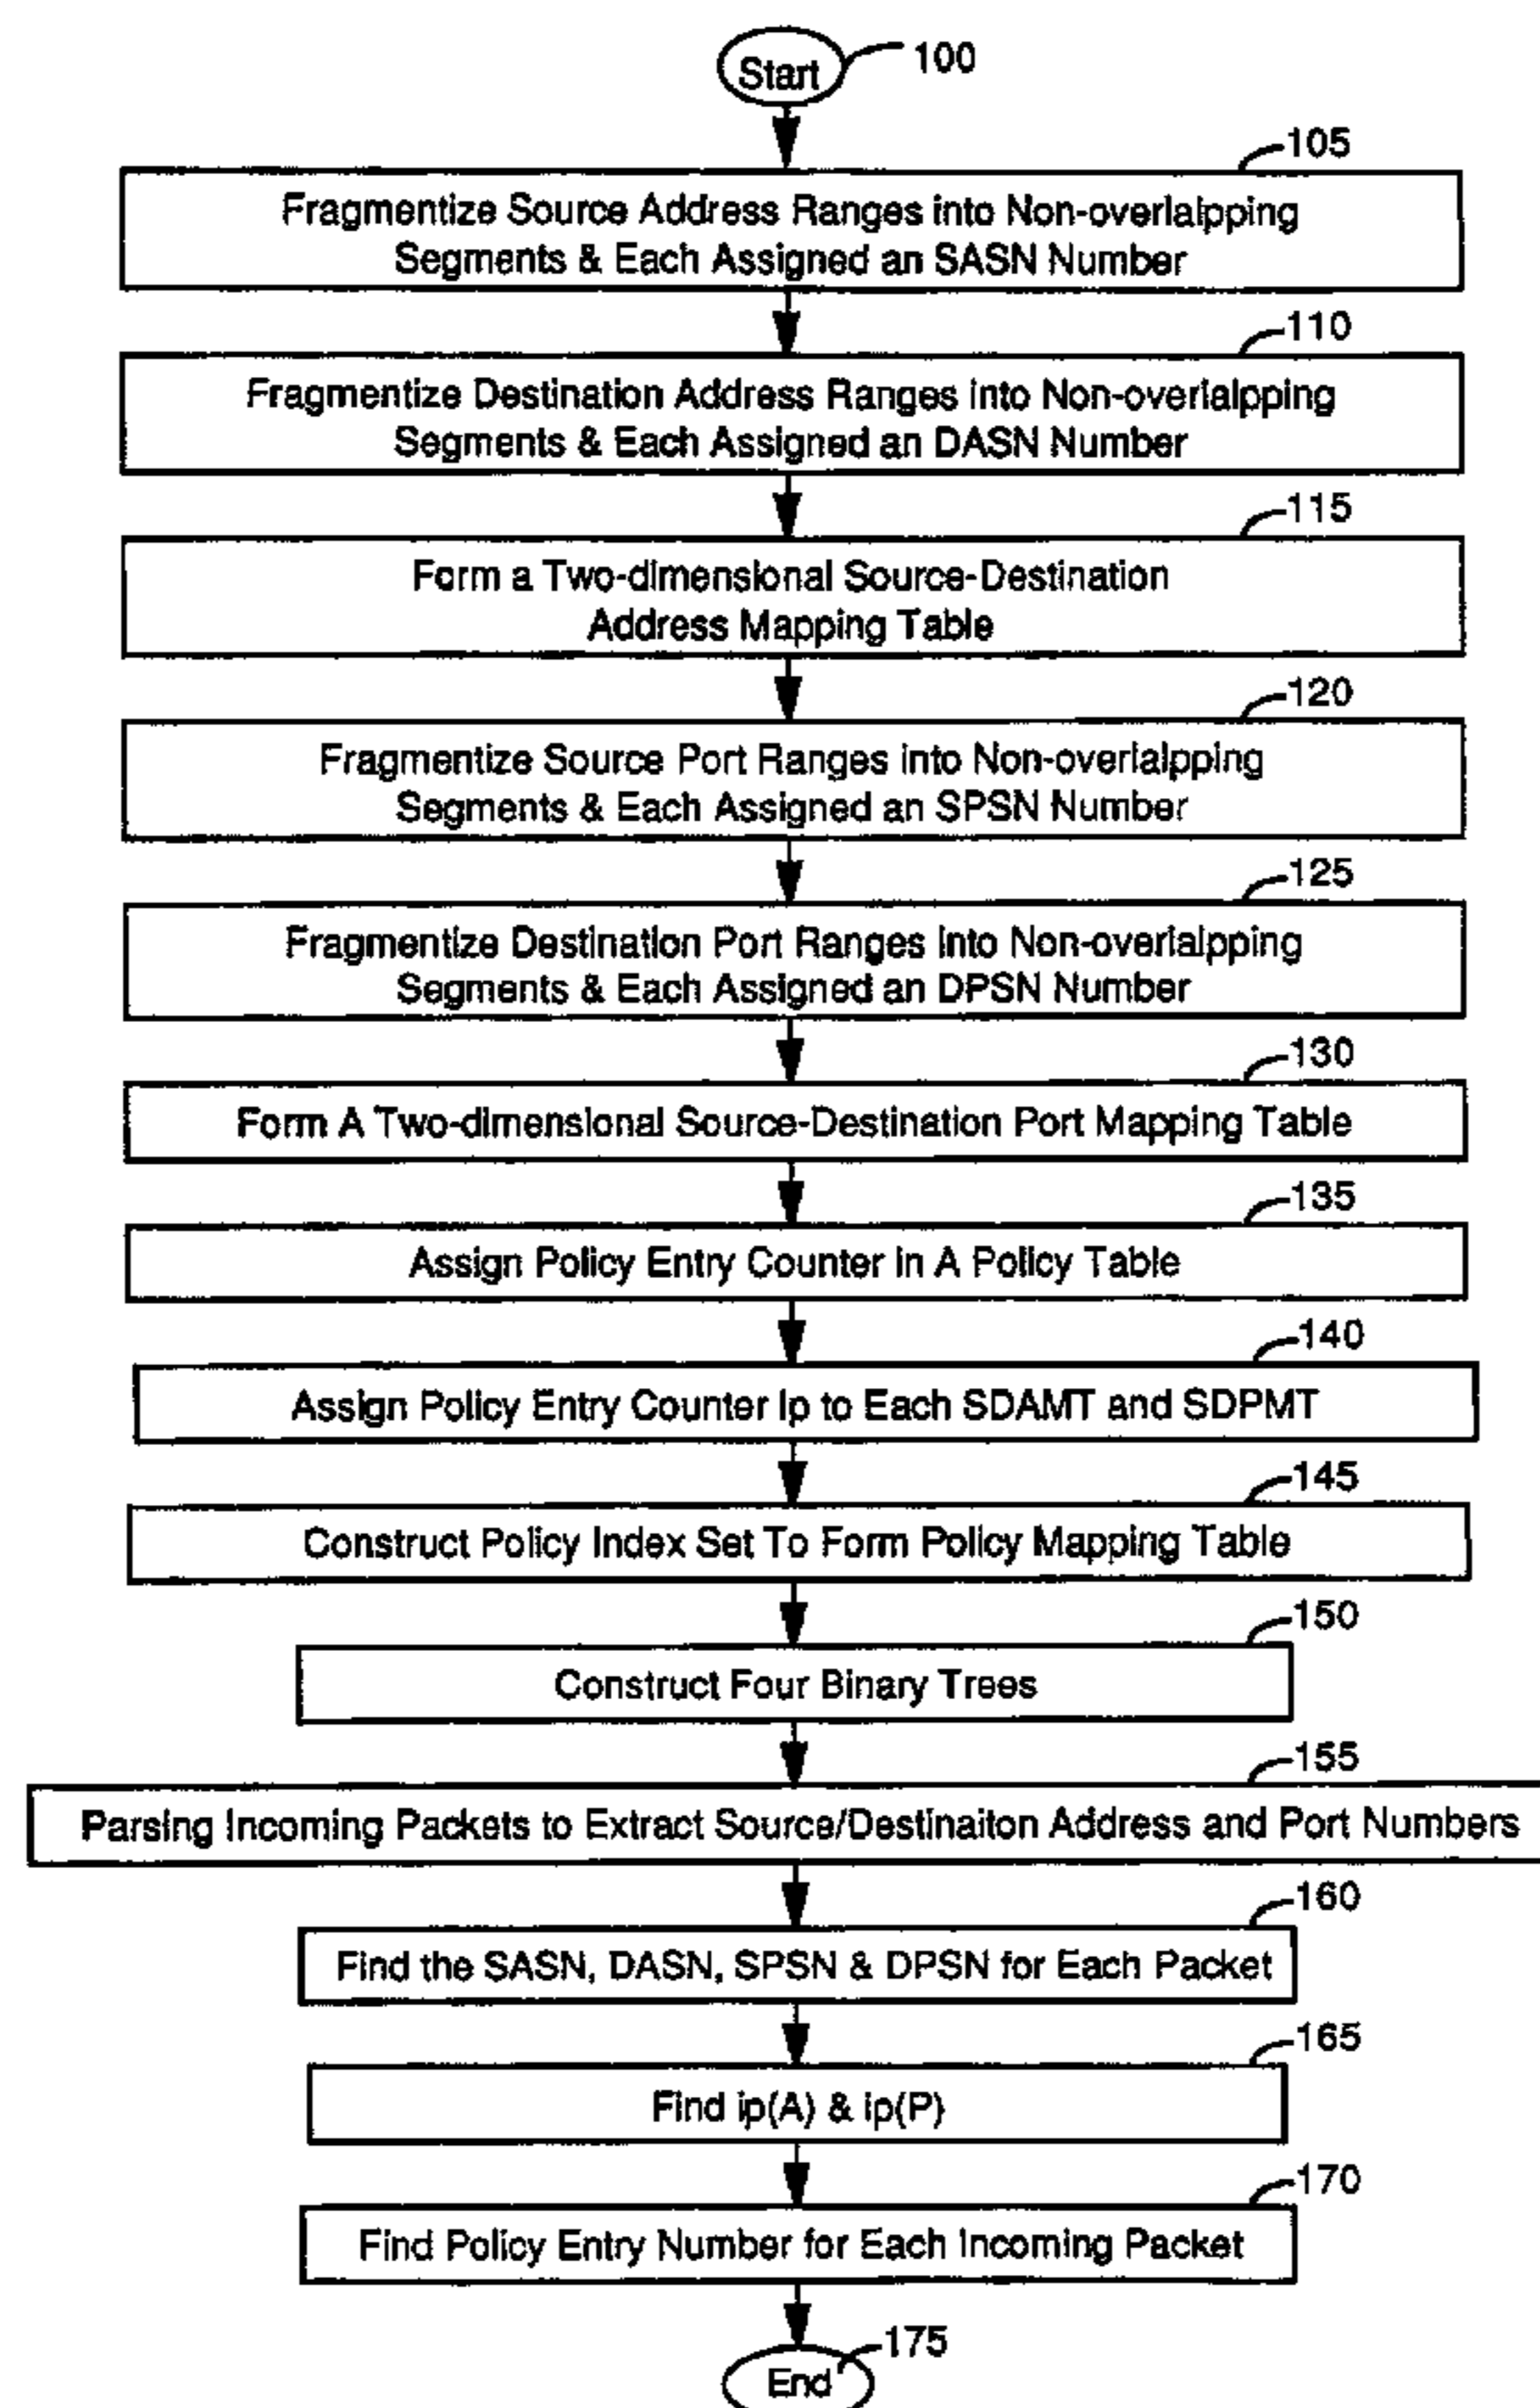 Start
100
105
Fragmentize Source Address Ranges into Non-overlalpping
Segments & Each Assigned an SASN Number
110
Fragmentize Destination Address Ranges into Non-overlalpping
Segments & Each Assigned an DASN Number
115
Form a Two-dimensional Source-Destination
Address Mapping Table
120
Fragmentize Source Port Ranges into Non-overlalpping
Segments & Each Assigned an SPSN Number
125
Fragmentize Destination Port Ranges into Non-overlalpping
Segments & Each Assigned an DPSN Number
130
Form A Two-dimensional Source-Destination Port Mapping Table
135
Assign Policy Entry Counter In A Policy Table
140
Assign Policy Entry Counter Ip to Each SDAMT and SDPMT
145
Construct Policy Index Set To Form Policy Mapping Table
150
Construct Four Binary Trees
155
Parsing Incoming Packets to Extract Source/Destinaiton Address and Port Numbers
160
Find the SASN, DASN, SPSN & DPSN for Each Packet
165
Find ip(A) & ip(P)
170
Find Policy Entry Number for Each Incoming Packet
175
End